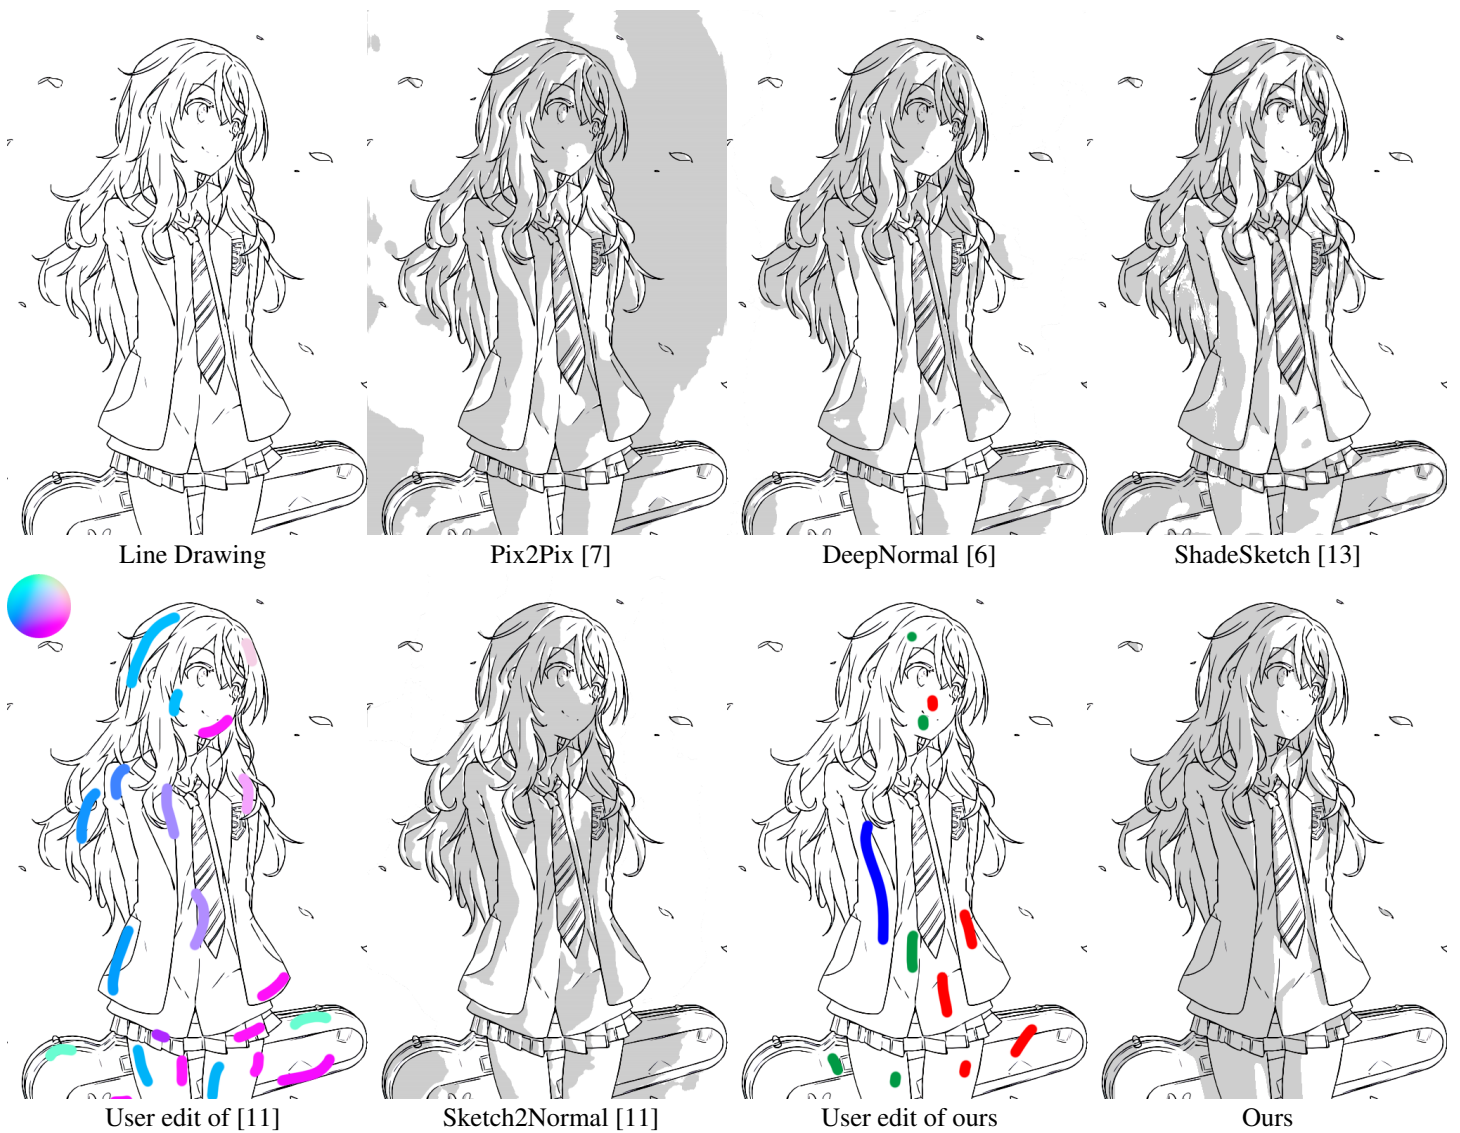 Line Drawing
Pix2Pix [7]
DeepNormal [6]
ShadeSketch [13]
User edit of [11]
Sketch2Normal [11]
User edit of ours
Ours